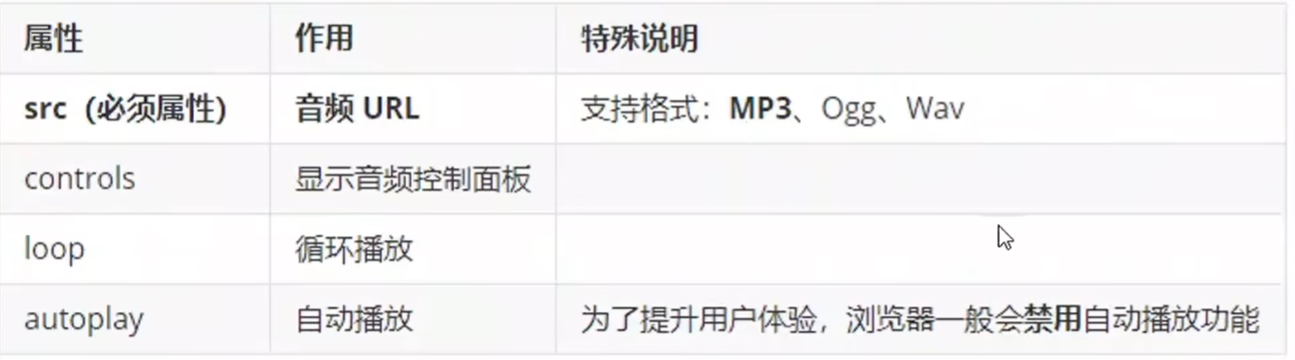 属性 作用 特殊说明
src（必须属性） 音频 URL 支持格式：MP3、Ogg、Wav
controls 显示音频控制面板
loop 循环播放
autoplay 自动播放 为了提升用户体验，浏览器一般会禁用自动播放功能